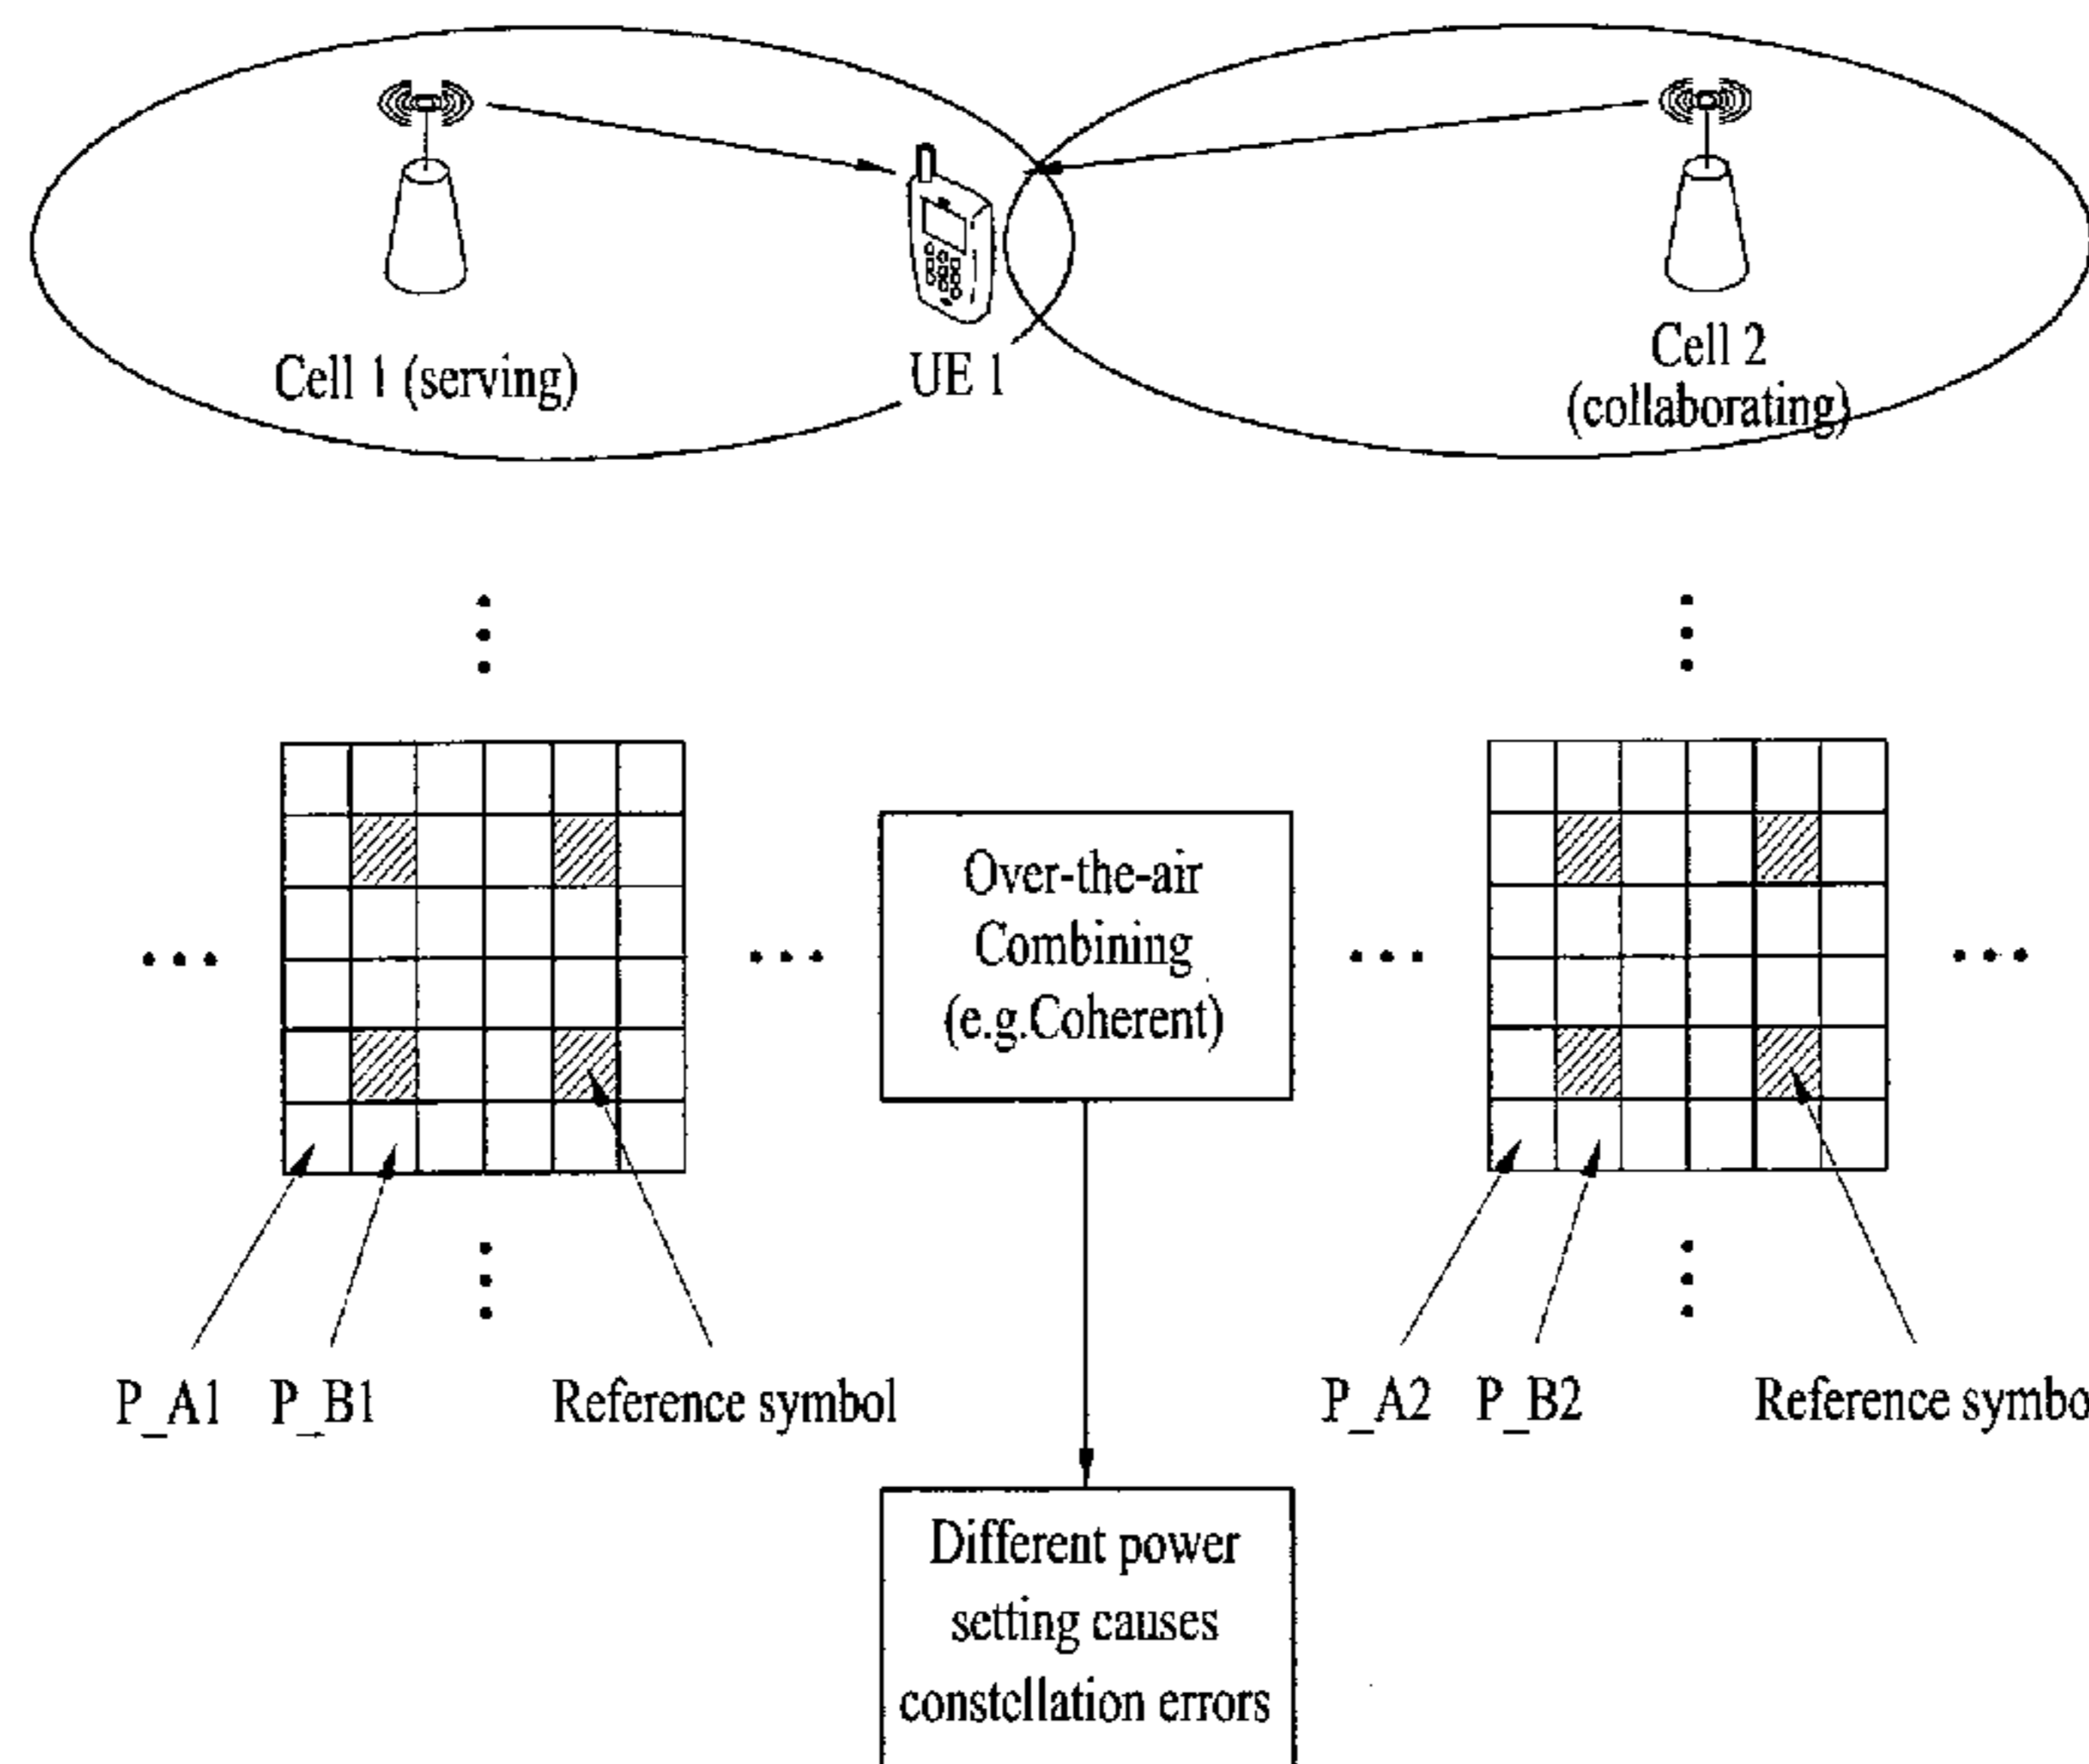 Cell 1 (serving)
UE 1
Cell 2
(collaborating)
Over-the-air
Combining
(e.g.Coherent)
P_A1
P_B1
Reference symbol
P_A2
P_B2
Reference symbo
Different power
setting causes
constellation errors